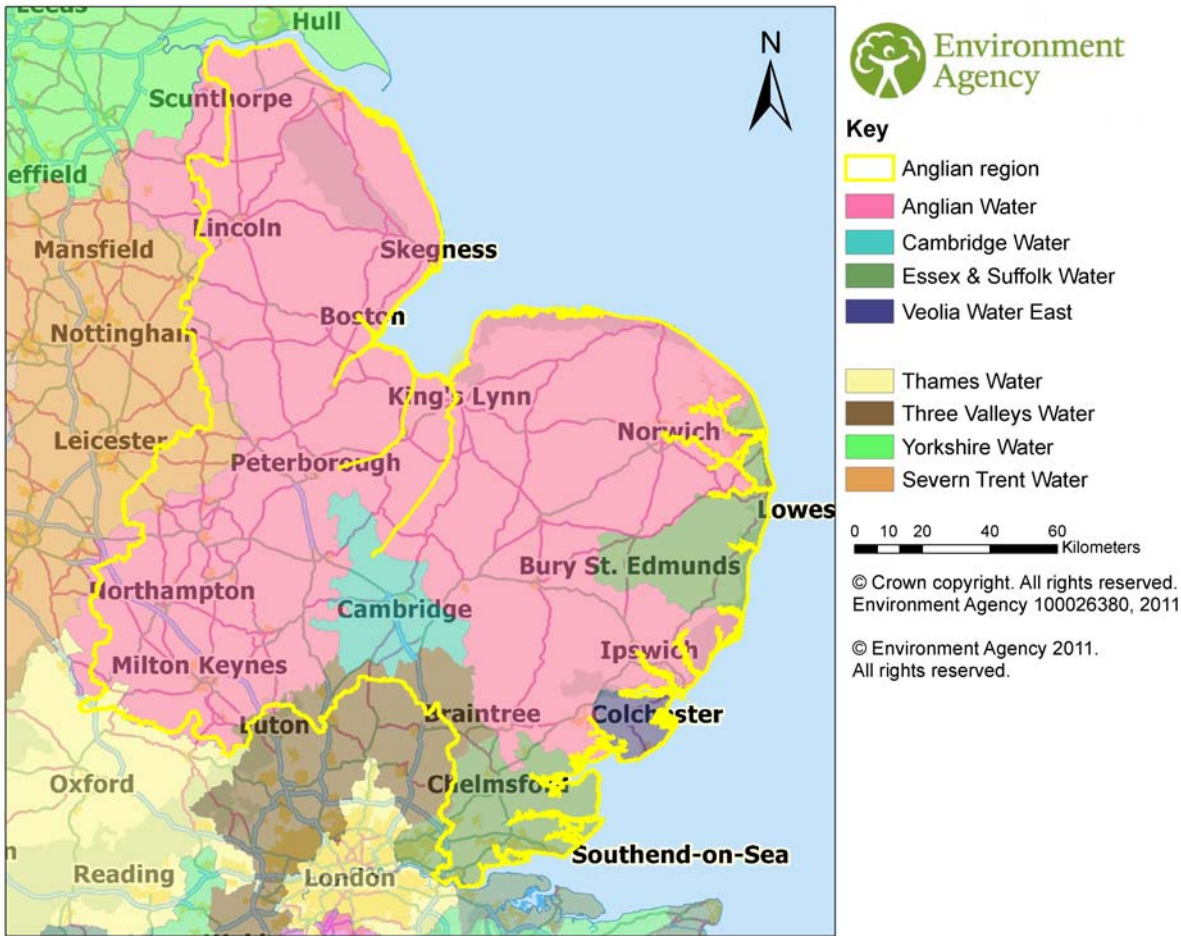 Leeds
Hull
Scunthorpe
effield
Lincoln
Mansfield
Skegness
Boston
Nottingham
King's Lynn
Norwich
Leicester
Peterborough
Lowes
Bury St. Edmunds
Northampton
Cambridge
Ipswich
Milton Keynes
Luton
Braintree
Colchester
Oxford
Chelmsford
n
Southend-on-Sea
Reading
London
N
Environment
Agency
Key
Anglian region
Anglian Water
Cambridge Water
Essex & Suffolk Water
Veolia Water East
Thames Water
Three Valleys Water
Yorkshire Water
Severn Trent Water
0 10 20 40 60
Kilometers
© Crown copyright. All rights reserved.
Environment Agency 100026380, 2011
© Environment Agency 2011.
All rights reserved.